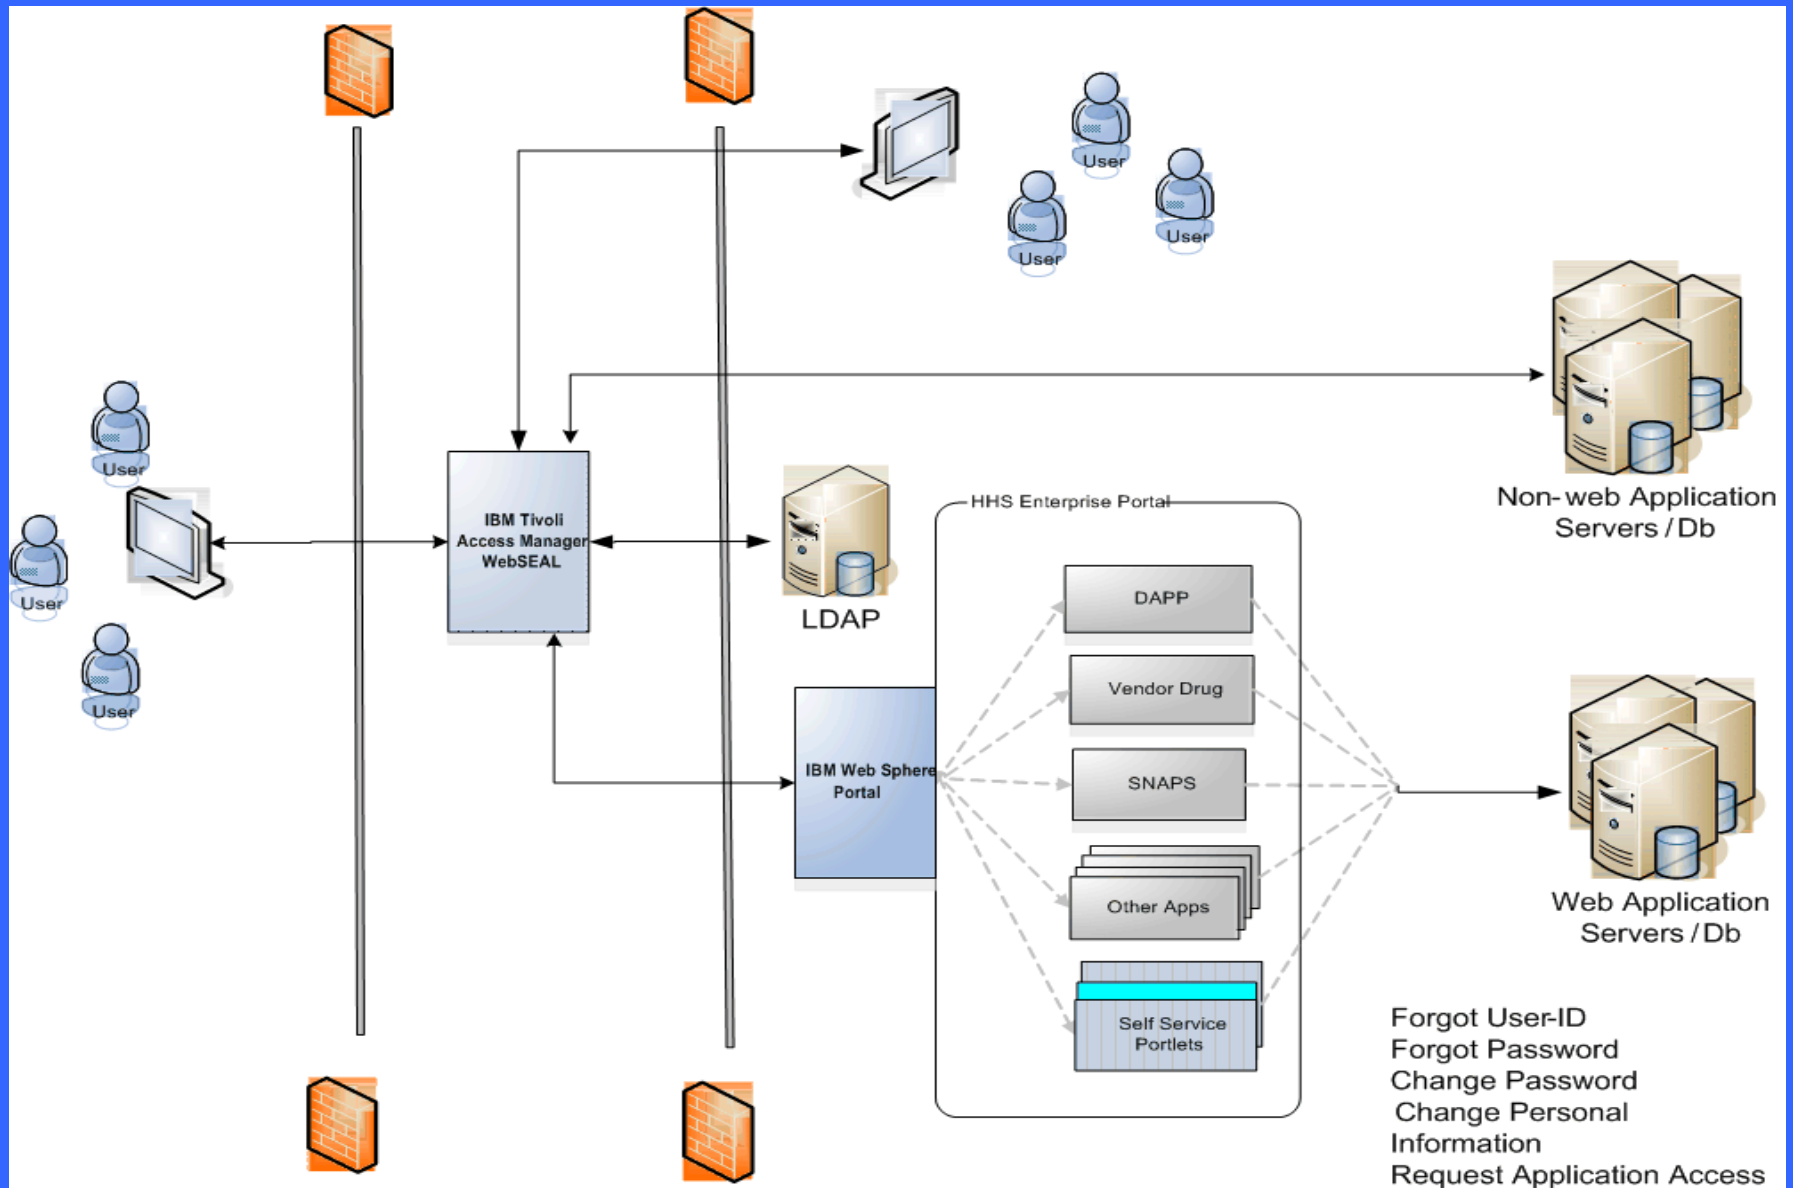 User
User
User
User
User
User
Non-web Application
Servers / Db
IBM Tivoli
Access Manager
WebSEAL
LDAP
HHS Enterprise Portal
DAPP
Vendor Drug
SNAPS
Other Apps
Self Service
Portlets
IBM Web Sphere
Portal
Web Application
Servers / Db
Forgot User-ID
Forgot Password
Change Password
Change Personal
Information
Request Application Access